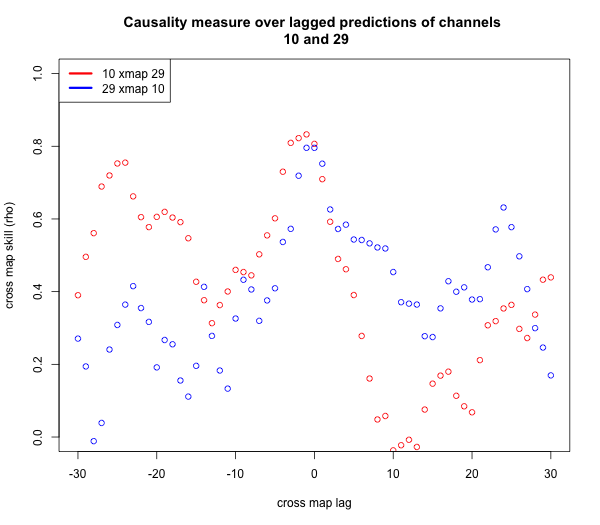 Causality measure over lagged predictions of channels
10 and 29
10 xmap 29
29 xmap 10
1.0
0.8
0.6
0.4
0.2
0.0
cross map skill (rho)
-30
-20
-10
0
10
20
30
cross map lag